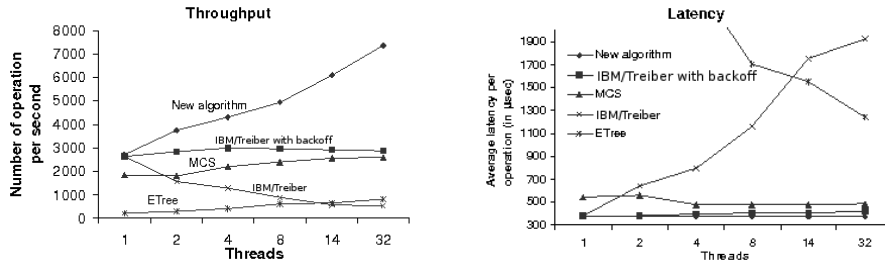 Throughput
Number of operation
per second
8000
7000
6000
5000
4000
3000
2000
1000
0
New algorithm
IBM/Treiber with backoff
MCS
IBM/Treiber
ETree
1 2 4 8 14 32
Threads
Latency
Average latency per
operation (in µsec)
1900
1700
1500
1300
1100
900
700
500
300
New algorithm
IBM/Treiber with backoff
MCS
IBM/Treiber
ETree
1 2 4 8 14 32
Threads